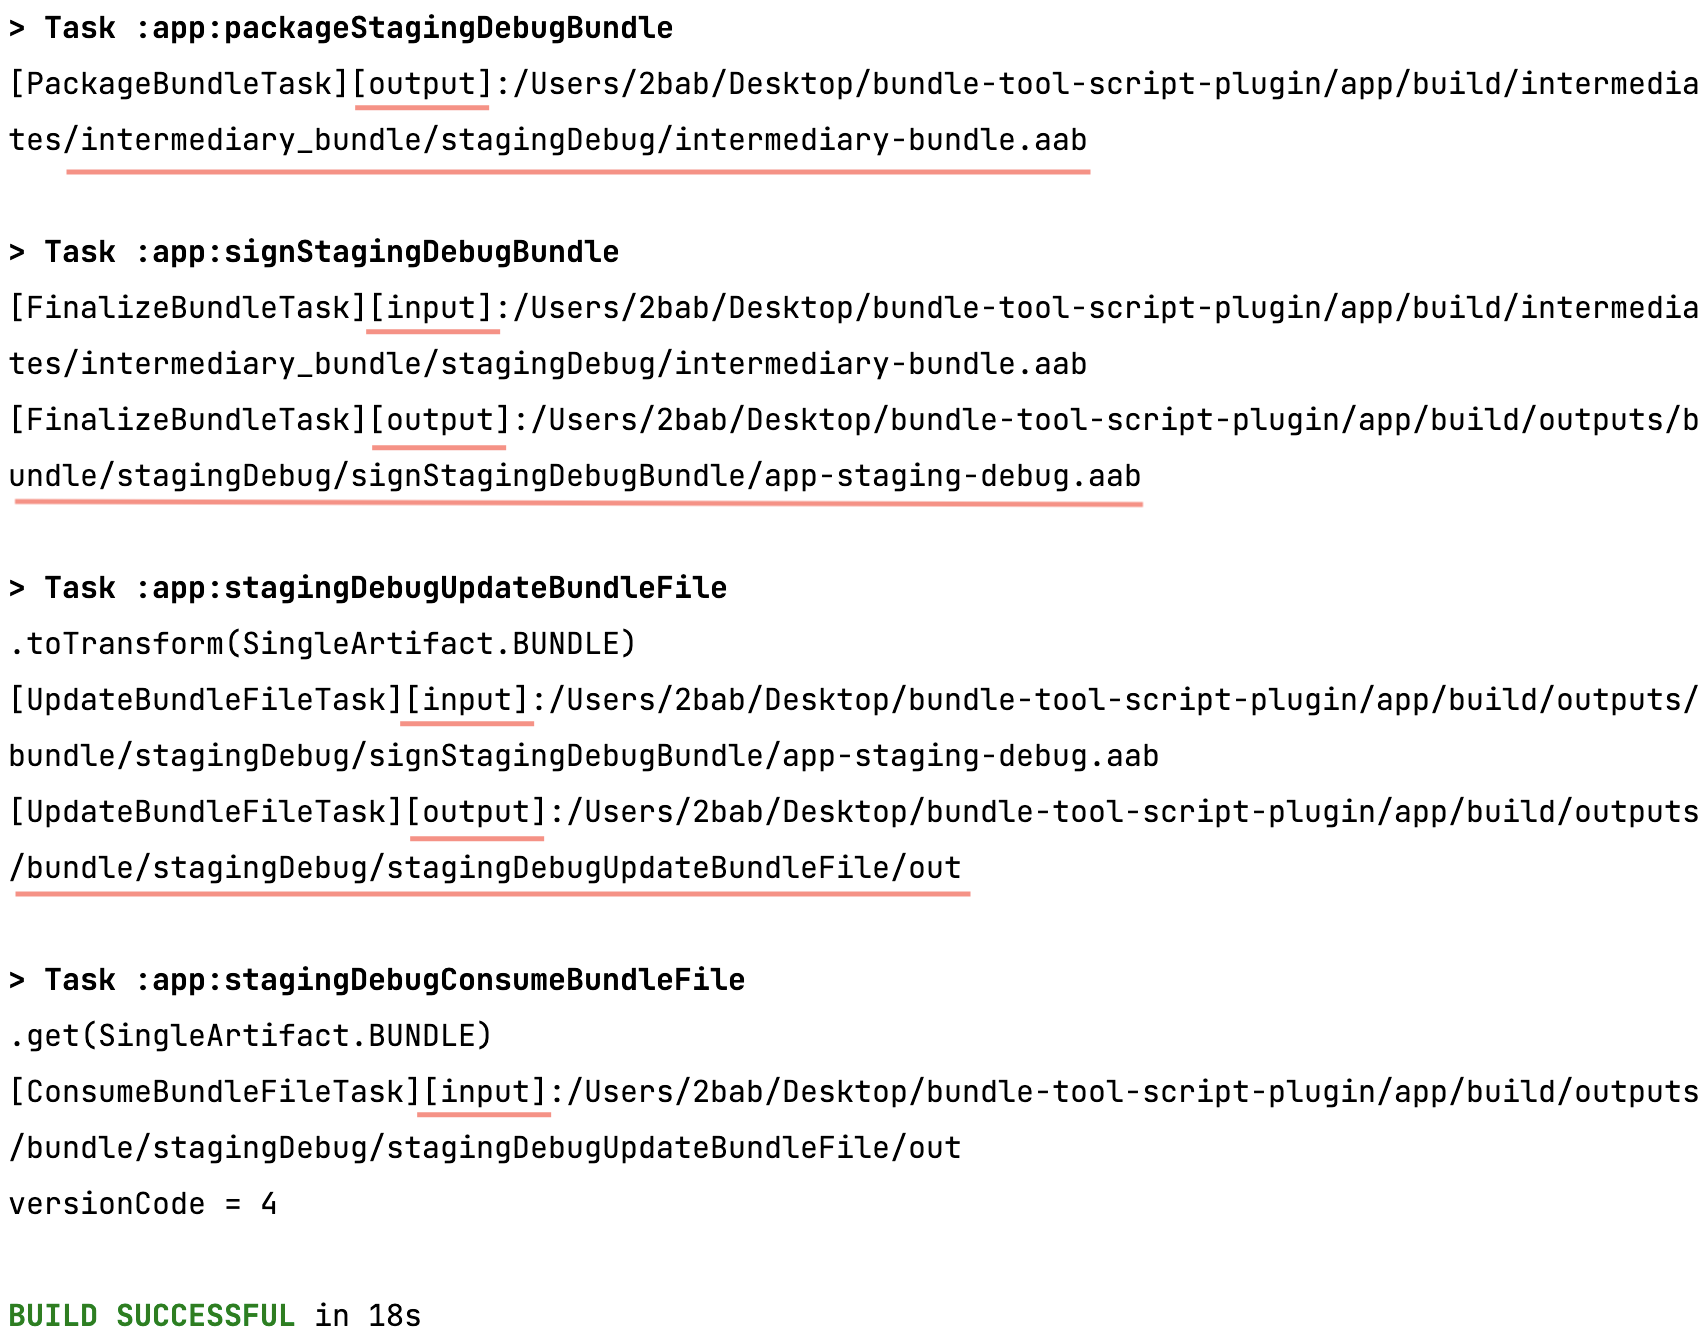 > Task :app:packageStagingDebugBundle
[PackageBundleTask][output]:/Users/2bab/Desktop/bundle-tool-script-plugin/app/build/intermedia
tes/intermediary_bundle/stagingDebug/intermediary-bundle.aab
> Task :app:signStagingDebugBundle
[FinalizeBundleTask][input]:/Users/2bab/Desktop/bundle-tool-script-plugin/app/build/intermedia
tes/intermediary_bundle/stagingDebug/intermediary-bundle.aab
[FinalizeBundleTask][output]:/Users/2bab/Desktop/bundle-tool-script-plugin/app/build/outputs/b
undle/stagingDebug/signStagingDebugBundle/app-staging-debug.aab
> Task :app:stagingDebugUpdateBundleFile
.toTransform(SingleArtifact.BUNDLE)
[UpdateBundleFileTask][input]:/Users/2bab/Desktop/bundle-tool-script-plugin/app/build/outputs/
bundle/stagingDebug/signStagingDebugBundle/app-staging-debug.aab
[UpdateBundleFileTask][output]:/Users/2bab/Desktop/bundle-tool-script-plugin/app/build/outputs
/bundle/stagingDebug/stagingDebugUpdateBundleFile/out
> Task :app:stagingDebugConsumeBundleFile
.get(SingleArtifact.BUNDLE)
[ConsumeBundleFileTask][input]:/Users/2bab/Desktop/bundle-tool-script-plugin/app/build/outputs
/bundle/stagingDebug/stagingDebugUpdateBundleFile/out
versionCode = 4
BUILD SUCCESSFUL in 18s